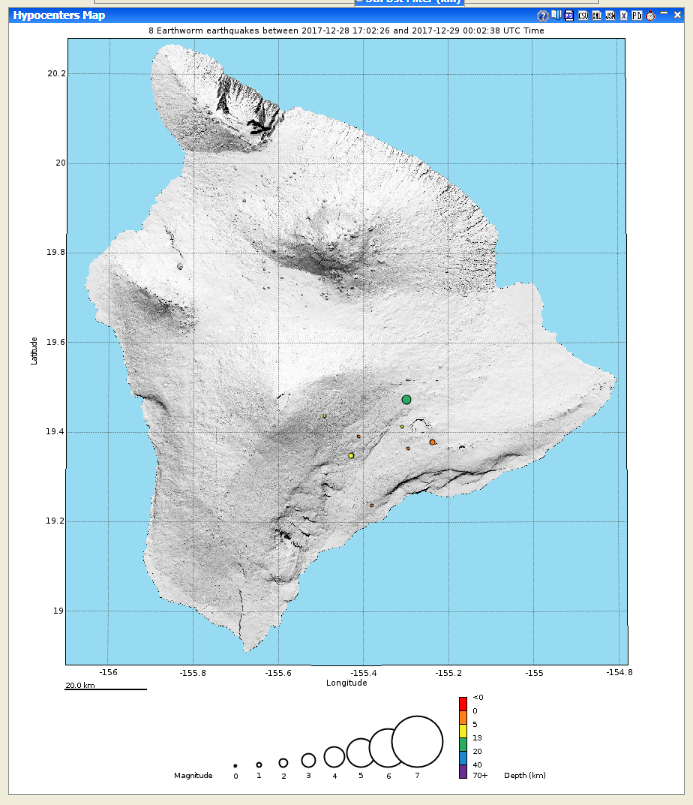 Hypocenters Map
8 Earthworm earthquakes between 2017-12-28 17:02:26 and 2017-12-29 00:02:38 UTC Time
20.2
20
19.8
19.6
19.4
19.2
19
Latitude
-156
-155.8
-155.6
-155.4
-155.2
-155
-154.8
Longitude
20.0 km
Magnitude
0 1 2 3 4 5 6 7
<0
0
5
13
20
40
70+
Depth (km)